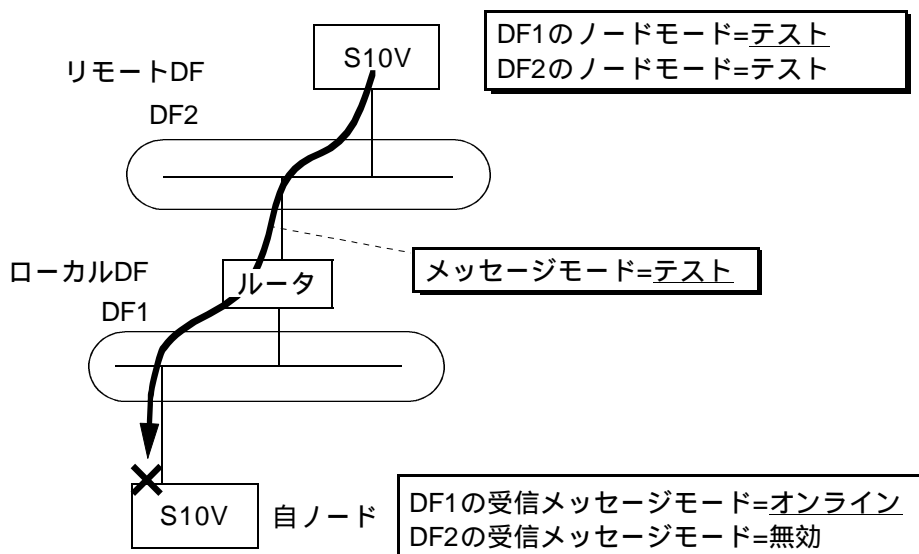 S10V
DF1のノードモード=テスト
DF2のノードモード=テスト
リモートDF
DF2
メッセージモード=テスト
ローカルDF
DF1
ルータ
S10V
自ノード
DF1の受信メッセージモード=オンライン
DF2の受信メッセージモード=無効